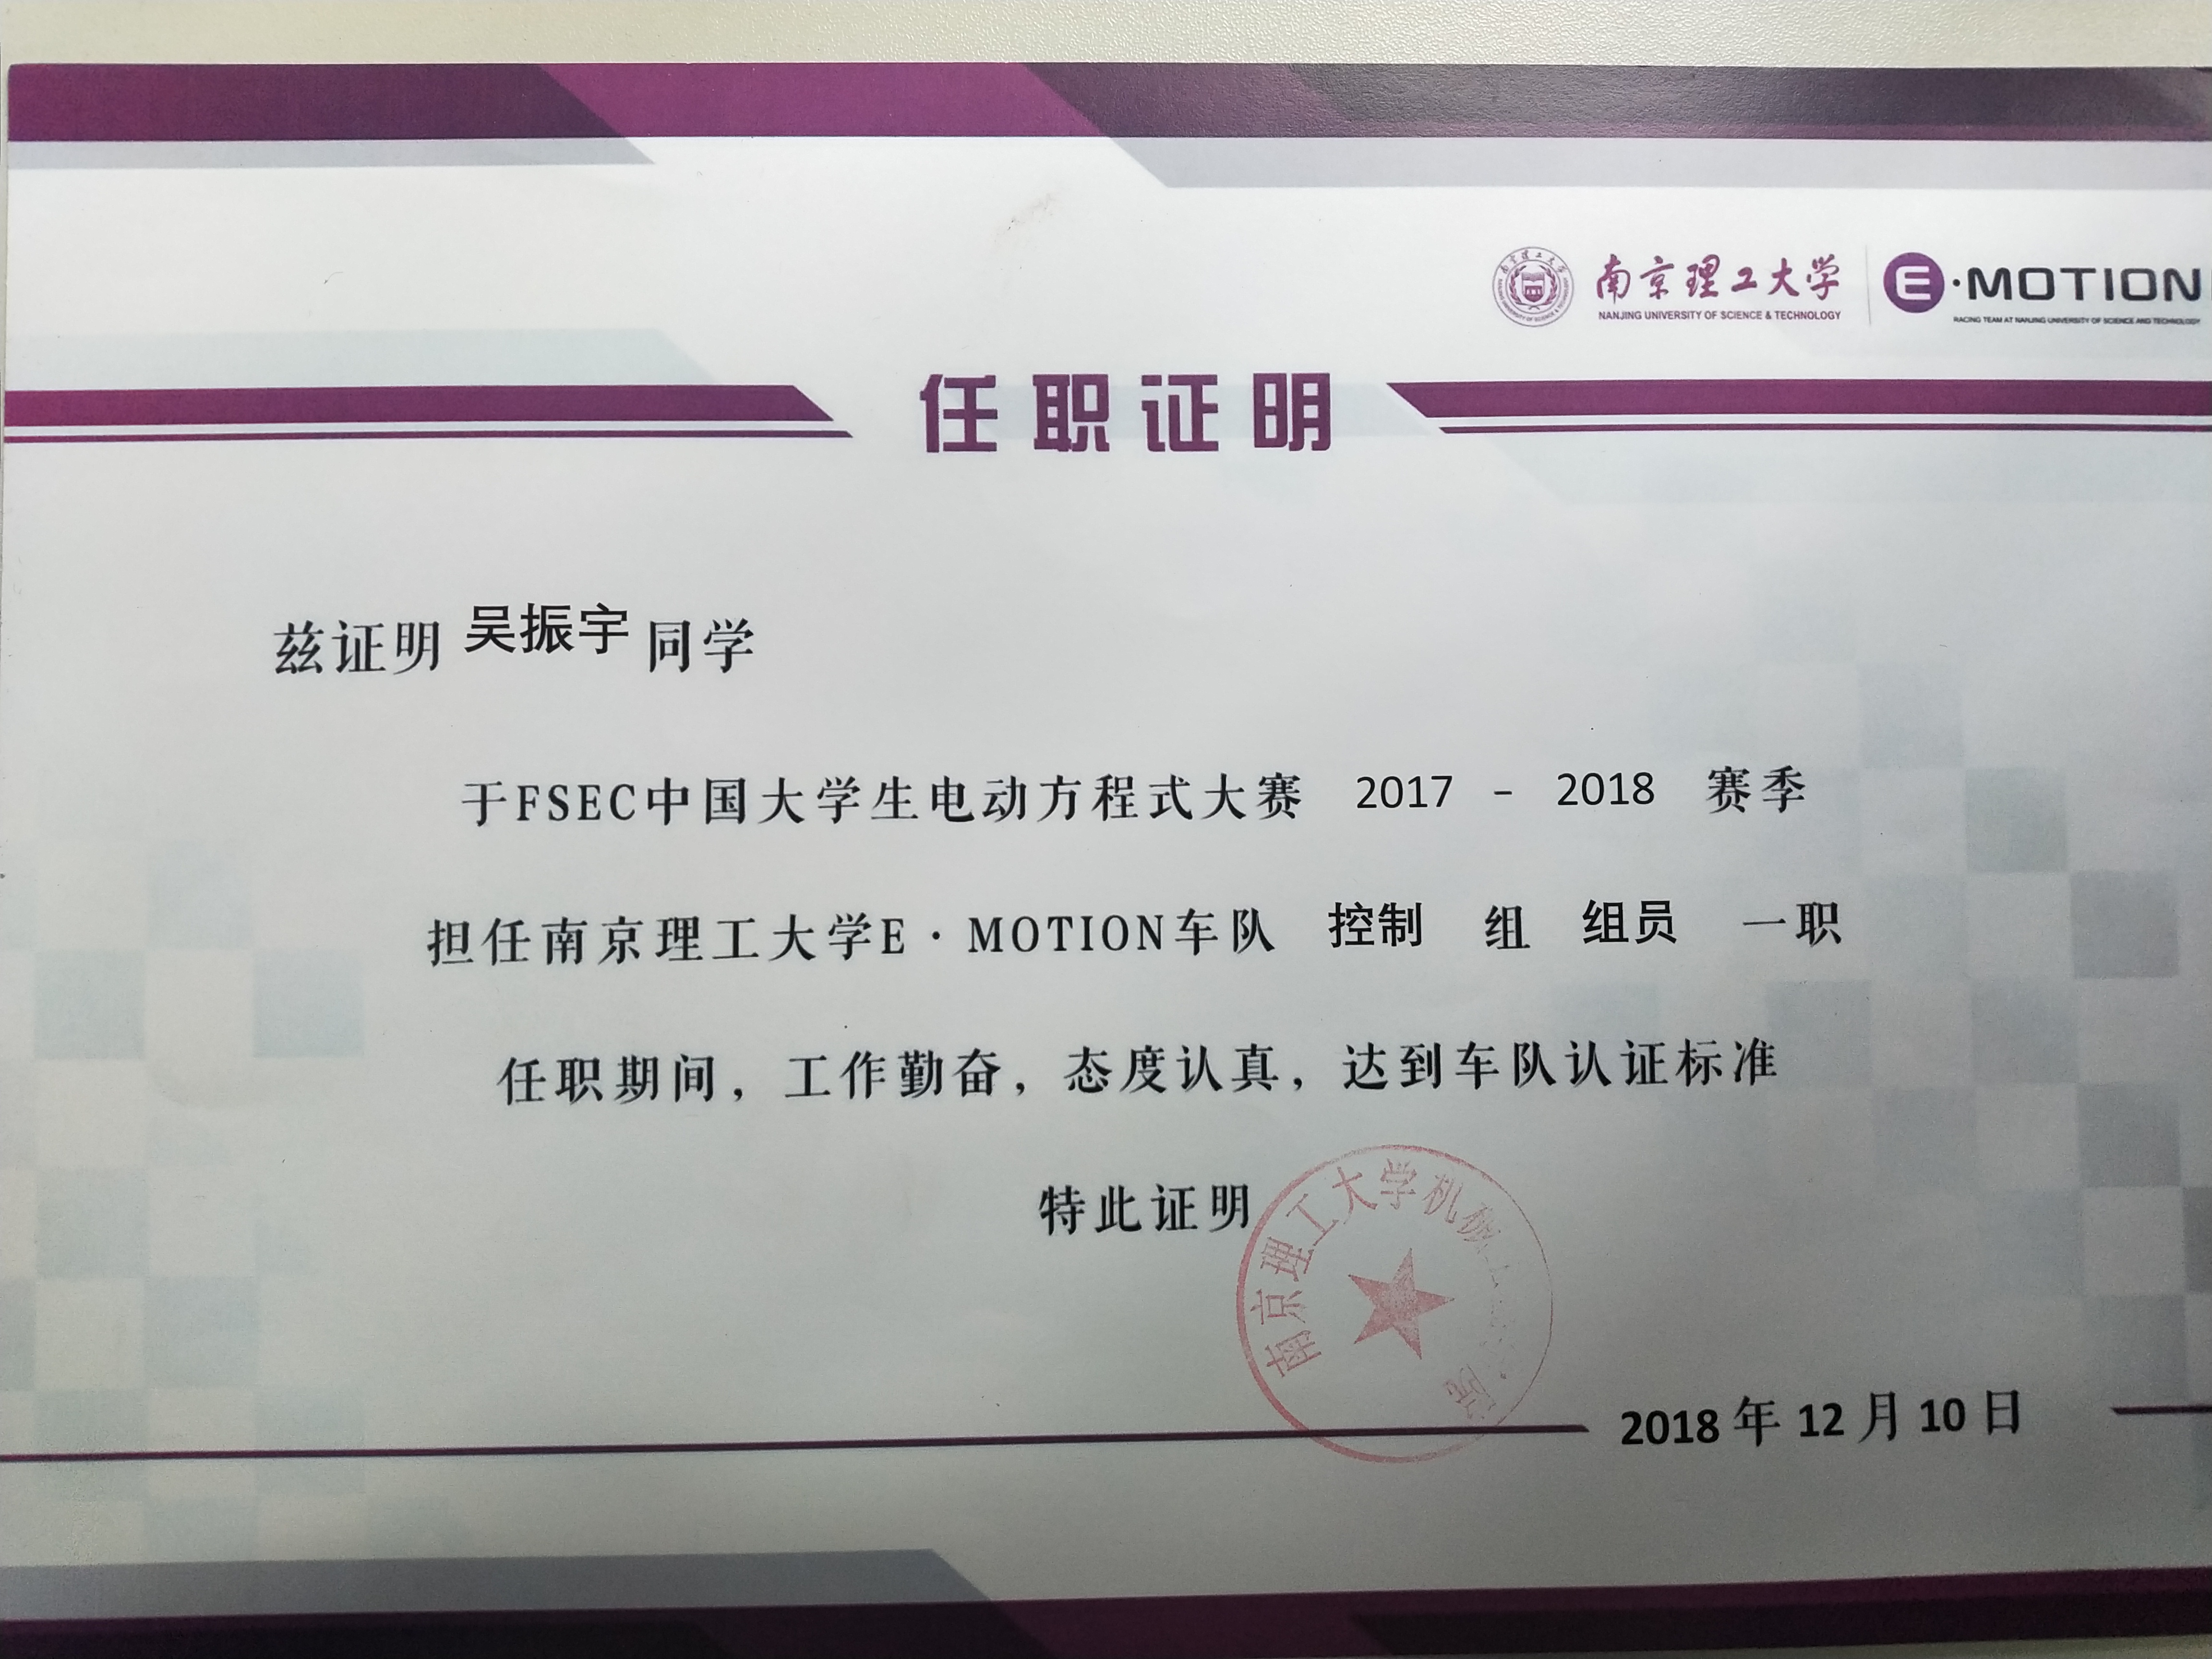 南京理工大学
NANJING UNIVERSITY OF SCIENCE & TECHNOLOGY
E·MOTION
RACING TEAM AT NANJING UNIVERSITY OF SCIENCE AND TECHNOLOGY
任职证明
兹证明 吴振宇 同学
于FSEC中国大学生电动方程式大赛 2017 - 2018 赛季
担任南京理工大学E·MOTION车队 控制 组 组员 一职
任职期间，工作勤奋，态度认真，达到车队认证标准
特此证明
南京理工大学机械
2018 年 12 月 10 日